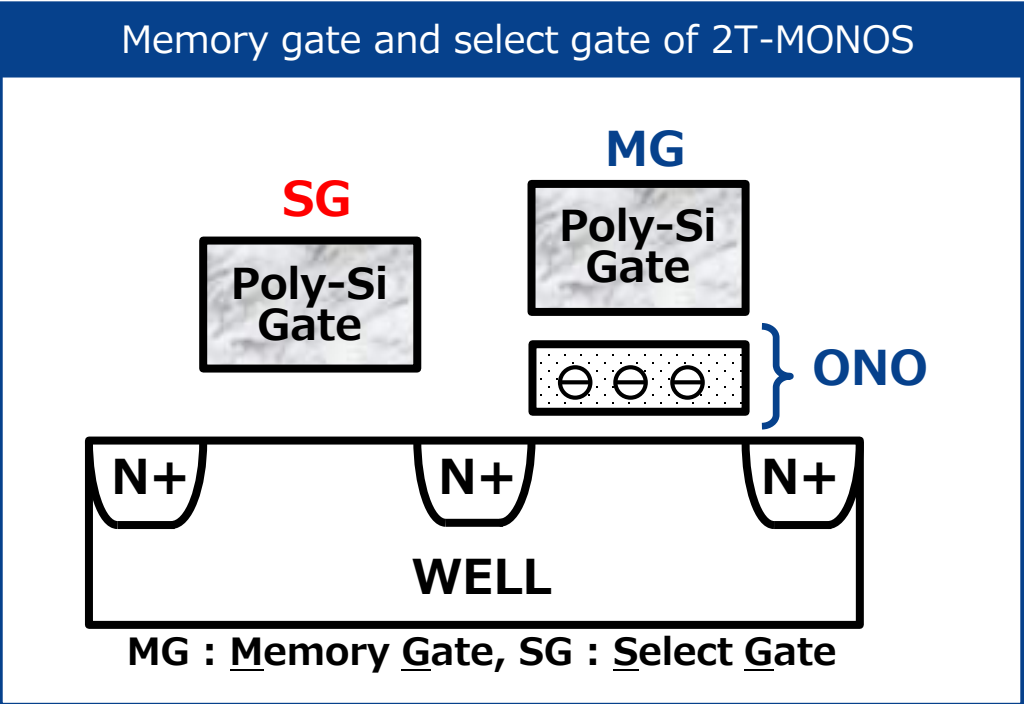 Memory gate and select gate of 2T-MONOS
MG
SG
Poly-Si
Gate
Poly-Si
Gate
ONO
N+
N+
N+
WELL
MG : Memory Gate, SG : Select Gate